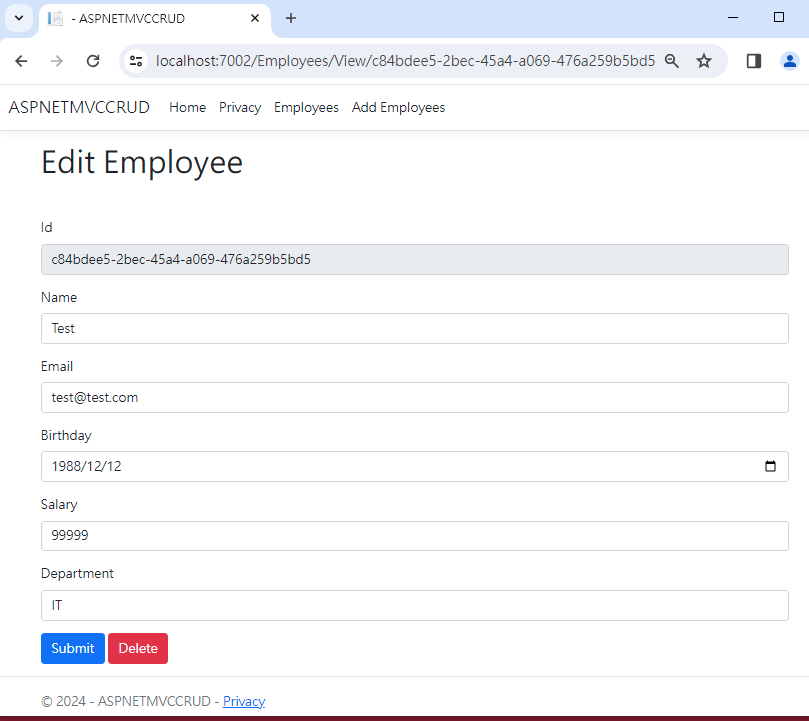 - ASPNETMVCCRUD
localhost:7002/Employees/View/c84bdee5-2bec-45a4-a069-476a259b5bd5
ASPNETMVCCRUD Home Privacy Employees Add Employees
Edit Employee
Id
c84bdee5-2bec-45a4-a069-476a259b5bd5
Name
Test
Email
test@test.com
Birthday
1988/12/12
Salary
99999
Department
IT
Submit Delete
© 2024 - ASPNETMVCCRUD - Privacy